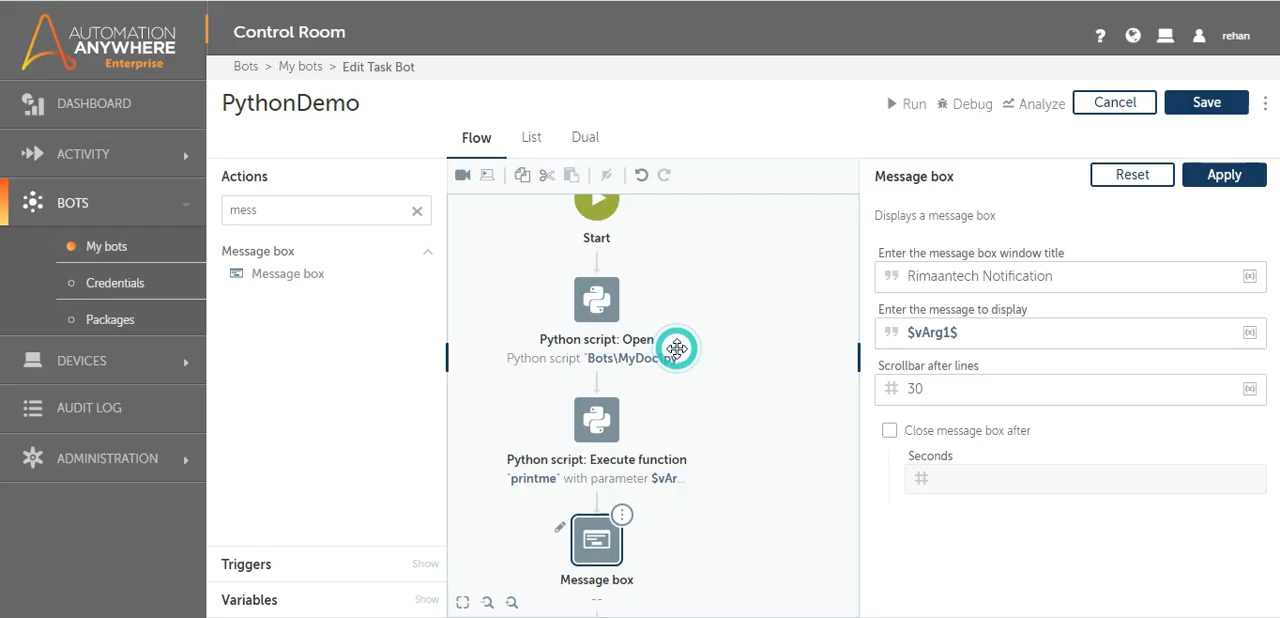 AUTOMATION
ANYWHERE
Enterprise
Control Room
?
rehan
Bots > My bots > Edit Task Bot
DASHBOARD
ACTIVITY
BOTS
My bots
Credentials
Packages
DEVICES
AUDIT LOG
ADMINISTRATION
PythonDemo
Run
Debug
Analyze
Cancel
Save
Flow
List
Dual
Actions
mess
Message box
Message box
Triggers
Show
Variables
Show
Start
Python script: Open
Python script "Bots\MyDoc\py
Python script: Execute function
"printme" with parameter $vAr...
Message box
--
Message box
Reset
Apply
Displays a message box
Enter the message box window title
Rimaantech Notification
(x)
Enter the message to display
$vArg1$
(x)
Scrollbar after lines
# 30
(x)
Close message box after
Seconds
#